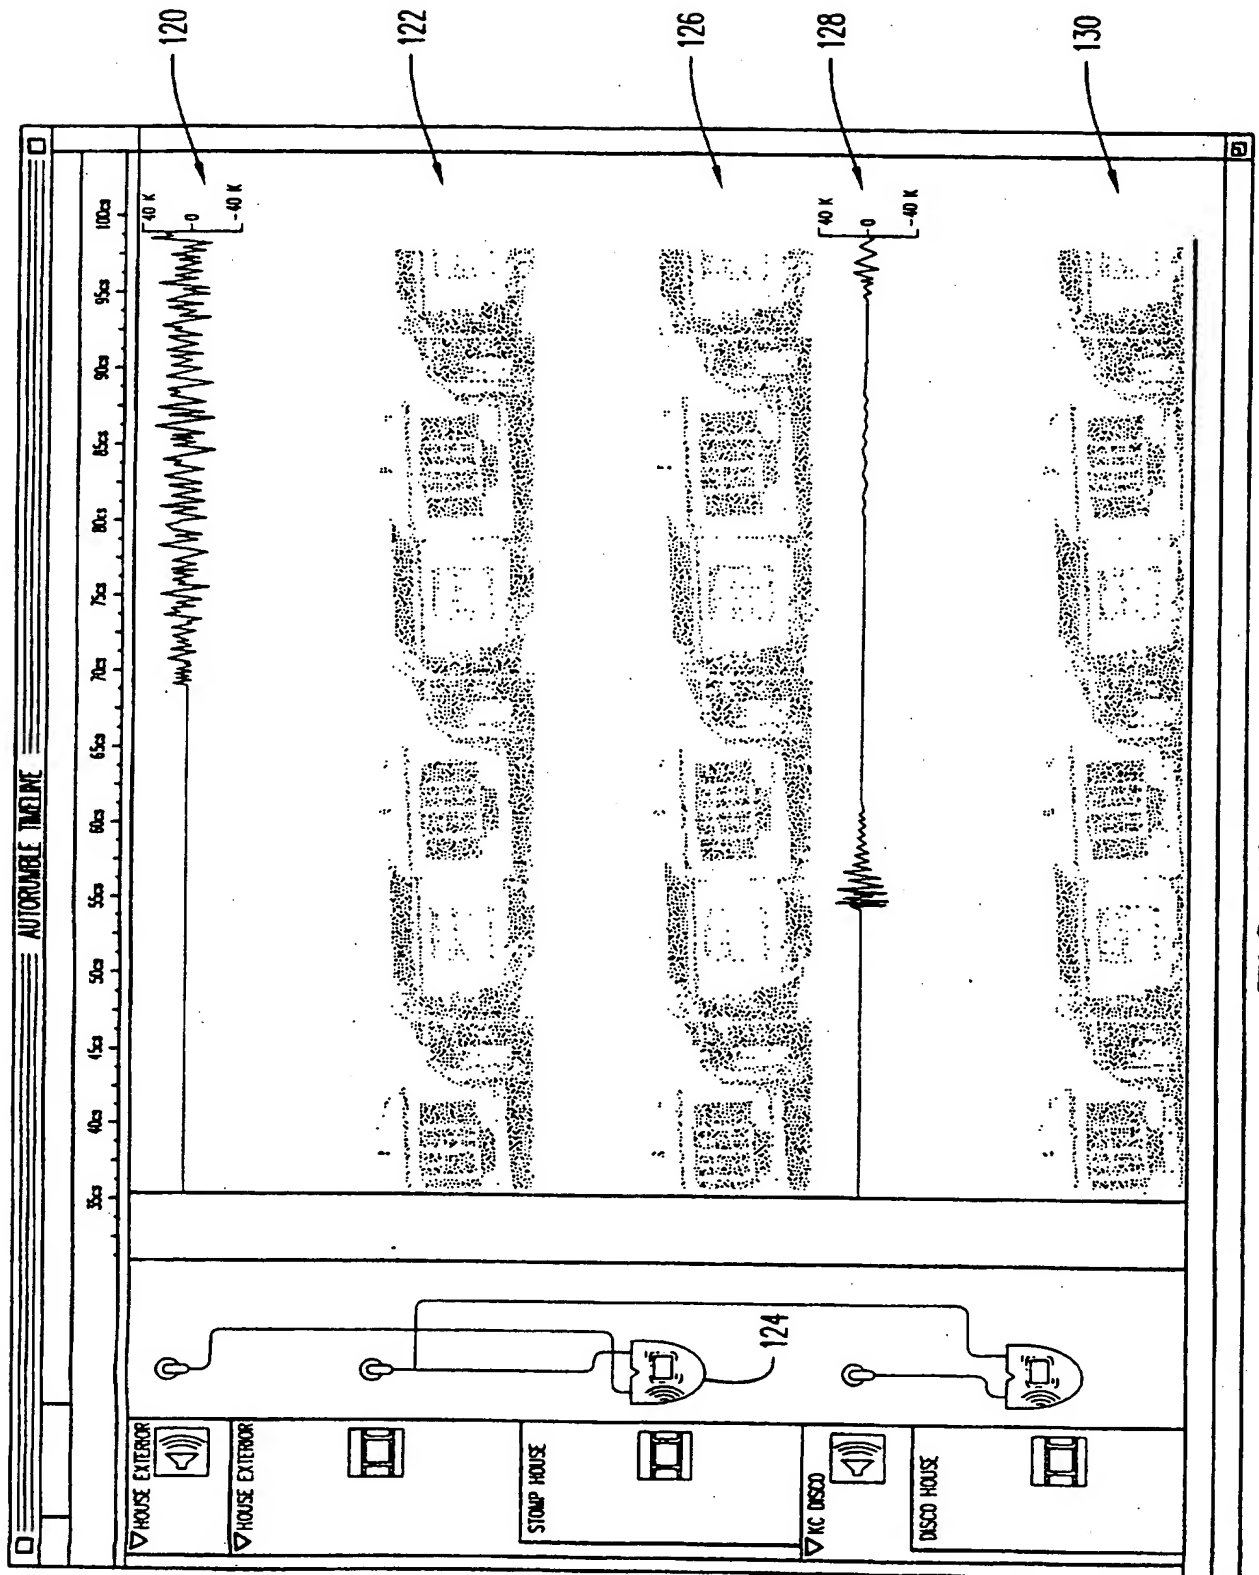 AUTORUMBLE TIMELINE
35cs 40cs 45cs 50cs 55cs 60cs 65cs 70cs 75cs 80cs 85cs 90cs 95cs 100cs
▽ HOUSE EXTERIOR
40 K
0
-40 K
120
▽ HOUSE EXTERIOR
122
STOMP HOUSE
124
126
▽ KC DISCO
40 K
0
-40 K
128
DISCO HOUSE
130